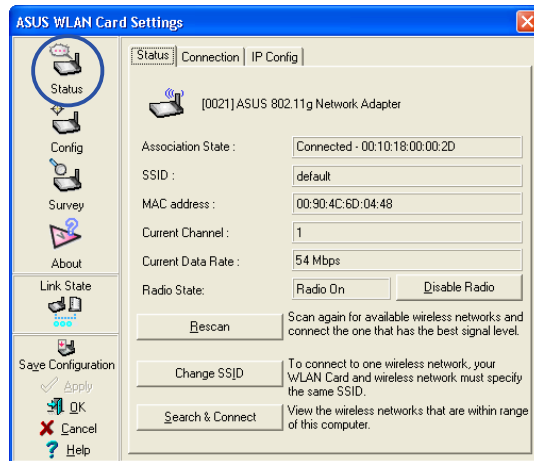 ASUS WLAN Card Settings
Status
Config
Survey
About
Link State
Save Configuration
Apply
OK
Cancel
Help
Status Connection IP Config
[0021] ASUS 802.11g Network Adapter
Association State : Connected - 00:10:18:00:00:2D
SSID : default
MAC address : 00:90:4C:6D:04:48
Current Channel : 1
Current Data Rate : 54 Mbps
Radio State: Radio On Disable Radio
Rescan
Scan again for available wireless networks and
connect the one that has the best signal level.
Change SSID
To connect to one wireless network, your
WLAN Card and wireless network must specify
the same SSID.
Search & Connect
View the wireless networks that are within range
of this computer.